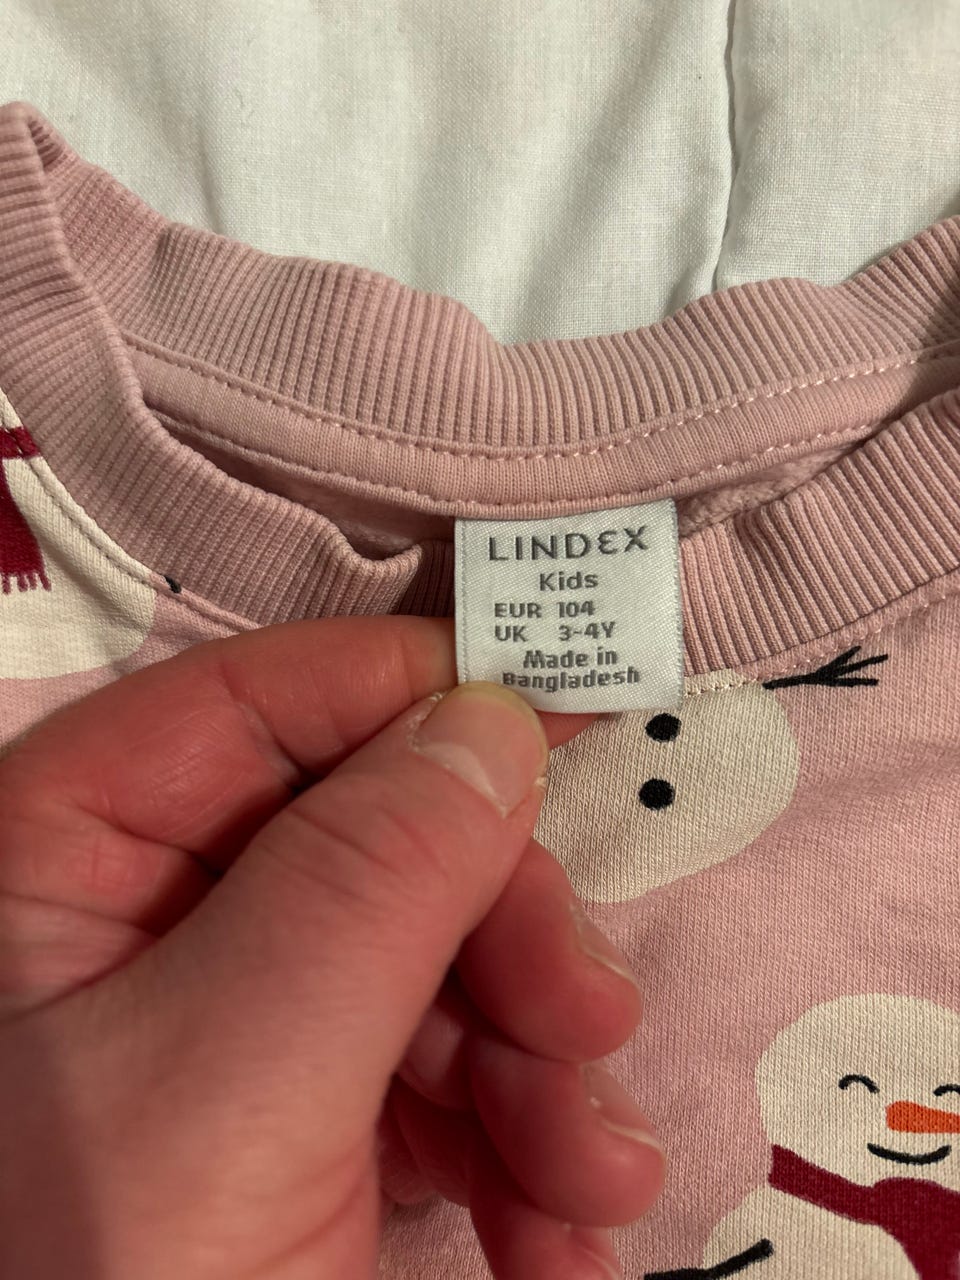 LINDEX
Kids
EUR 104
UK 3-4Y
Made in
Bangladesh